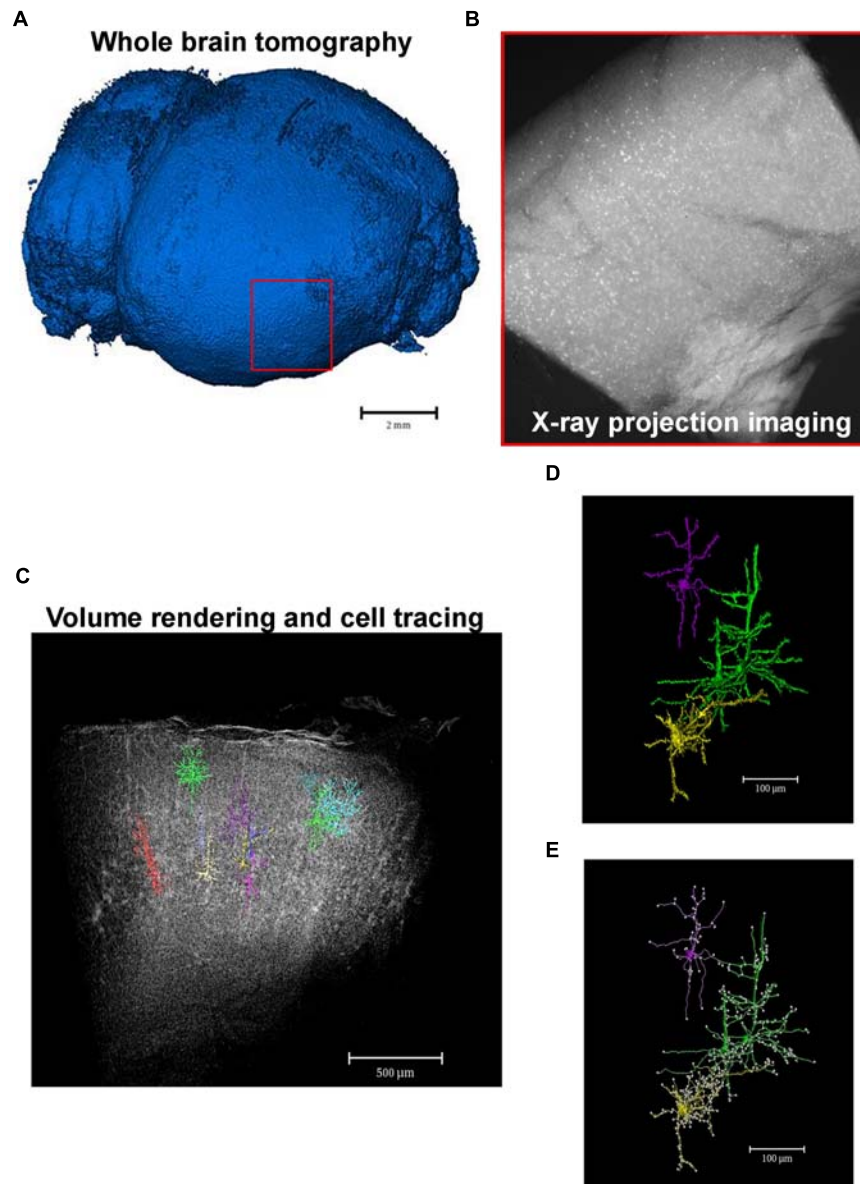 A
Whole brain tomography
2 mm
B
X-ray projection imaging
C
Volume rendering and cell tracing
500 µm
D
100 µm
E
100 µm